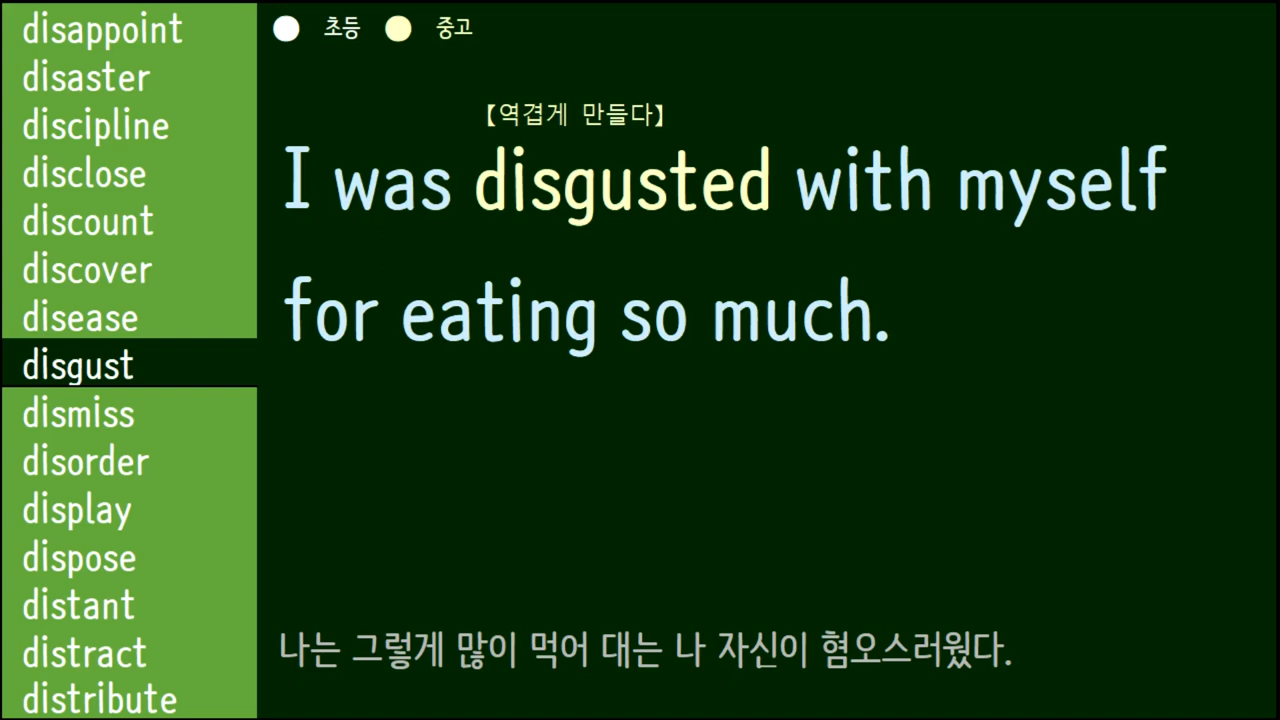 disappoint
disaster
discipline
disclose
discount
discover
disease
disgust
dismiss
disorder
display
dispose
distant
distract
distribute
초등 중고
【역겹게 만들다】
I was disgusted with myself
for eating so much.
나는 그렇게 많이 먹어 대는 나 자신이 혐오스러웠다.